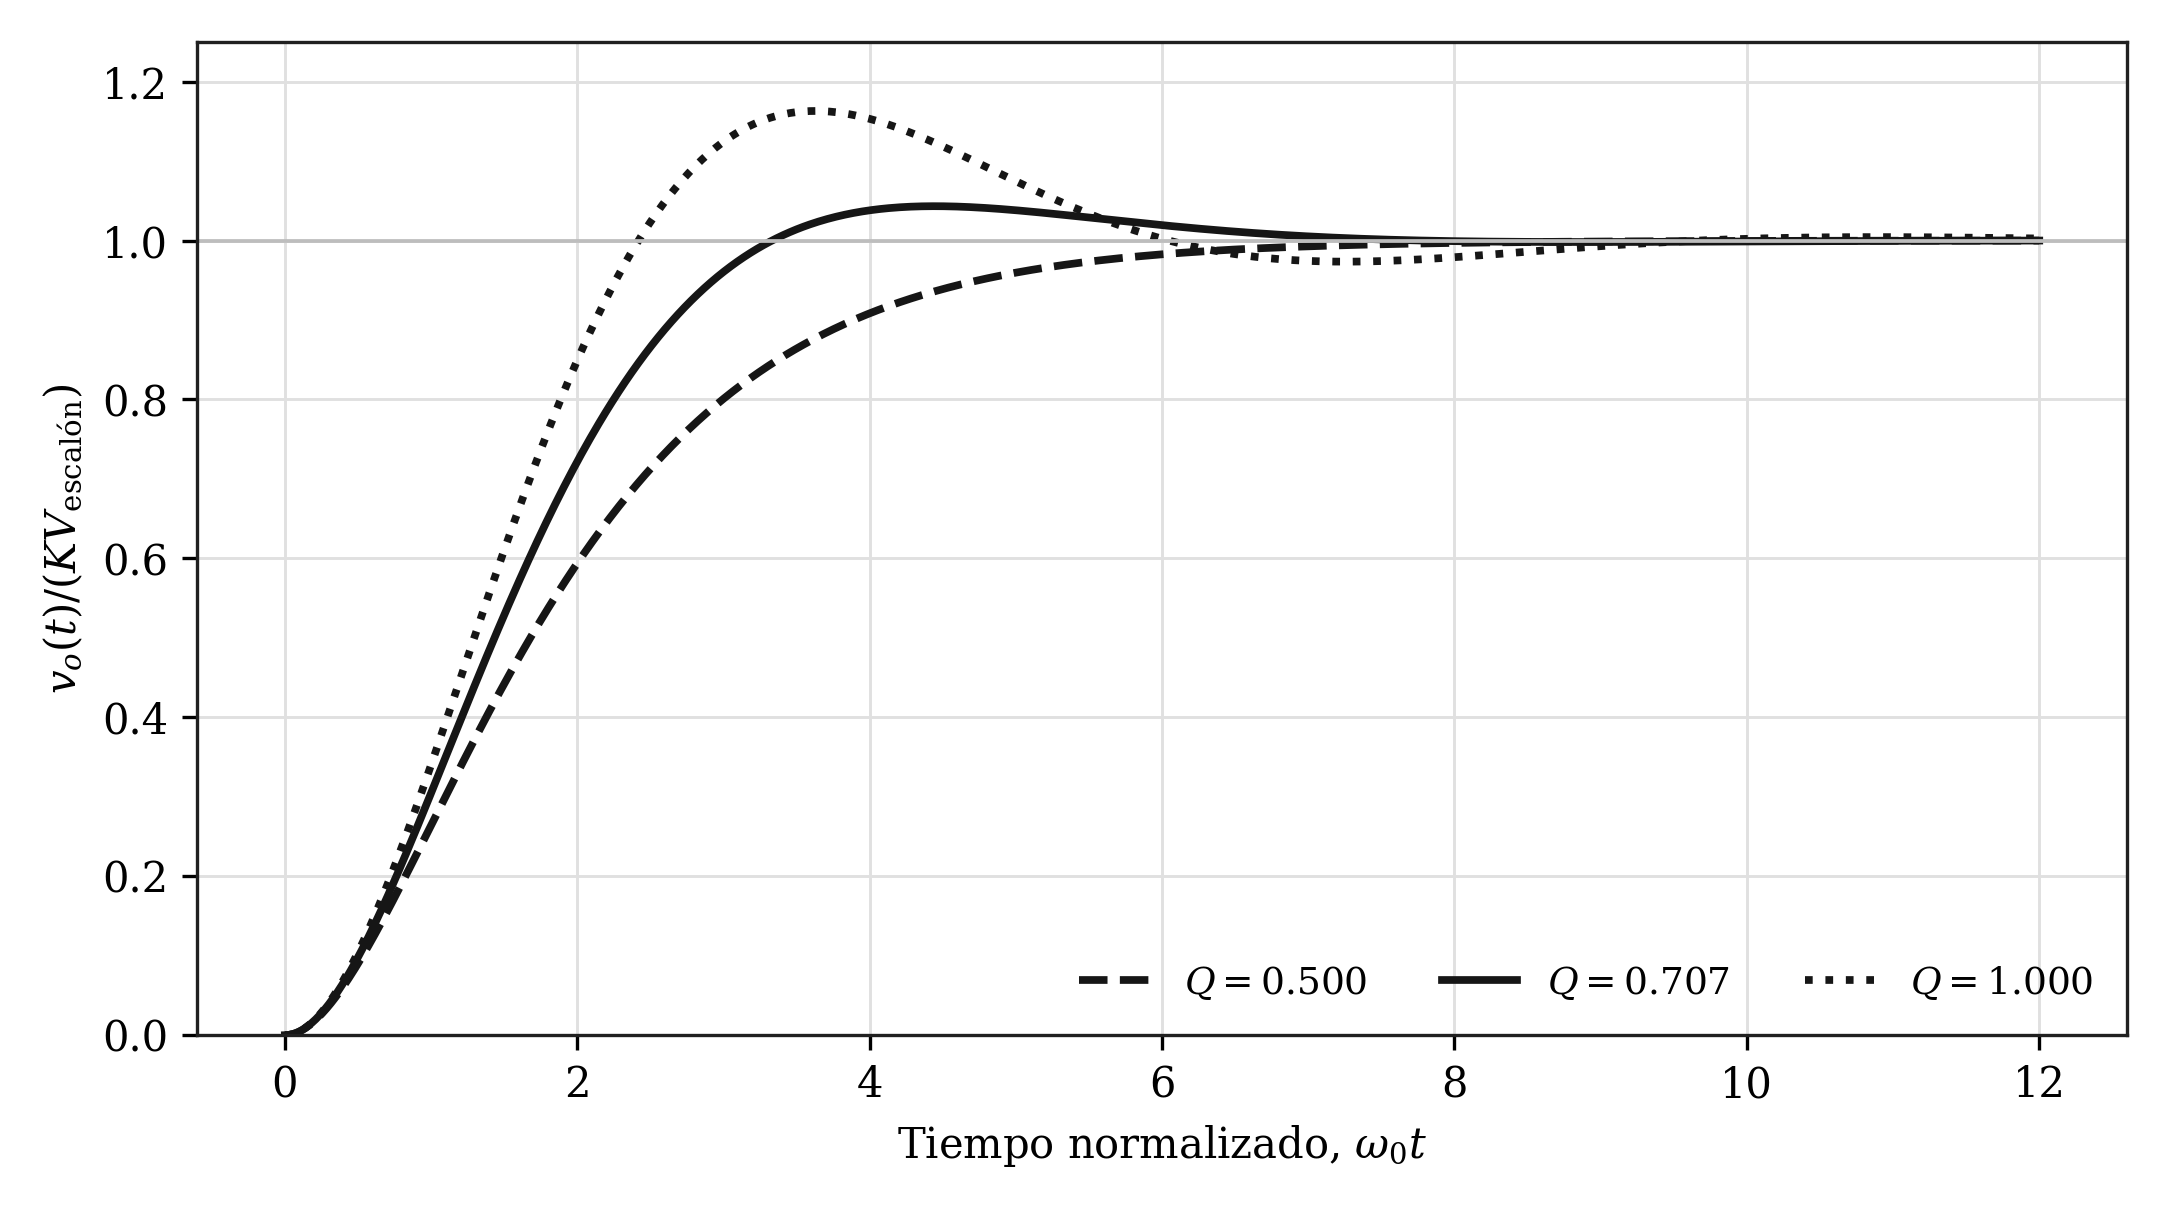 1.2
1.0
0.8
0.6
0.4
0.2
0.0
v_o(t)/(KV_escalón)
Q = 0.500 Q = 0.707 Q = 1.000
0 2 4 6 8 10 12
Tiempo normalizado, ω₀t